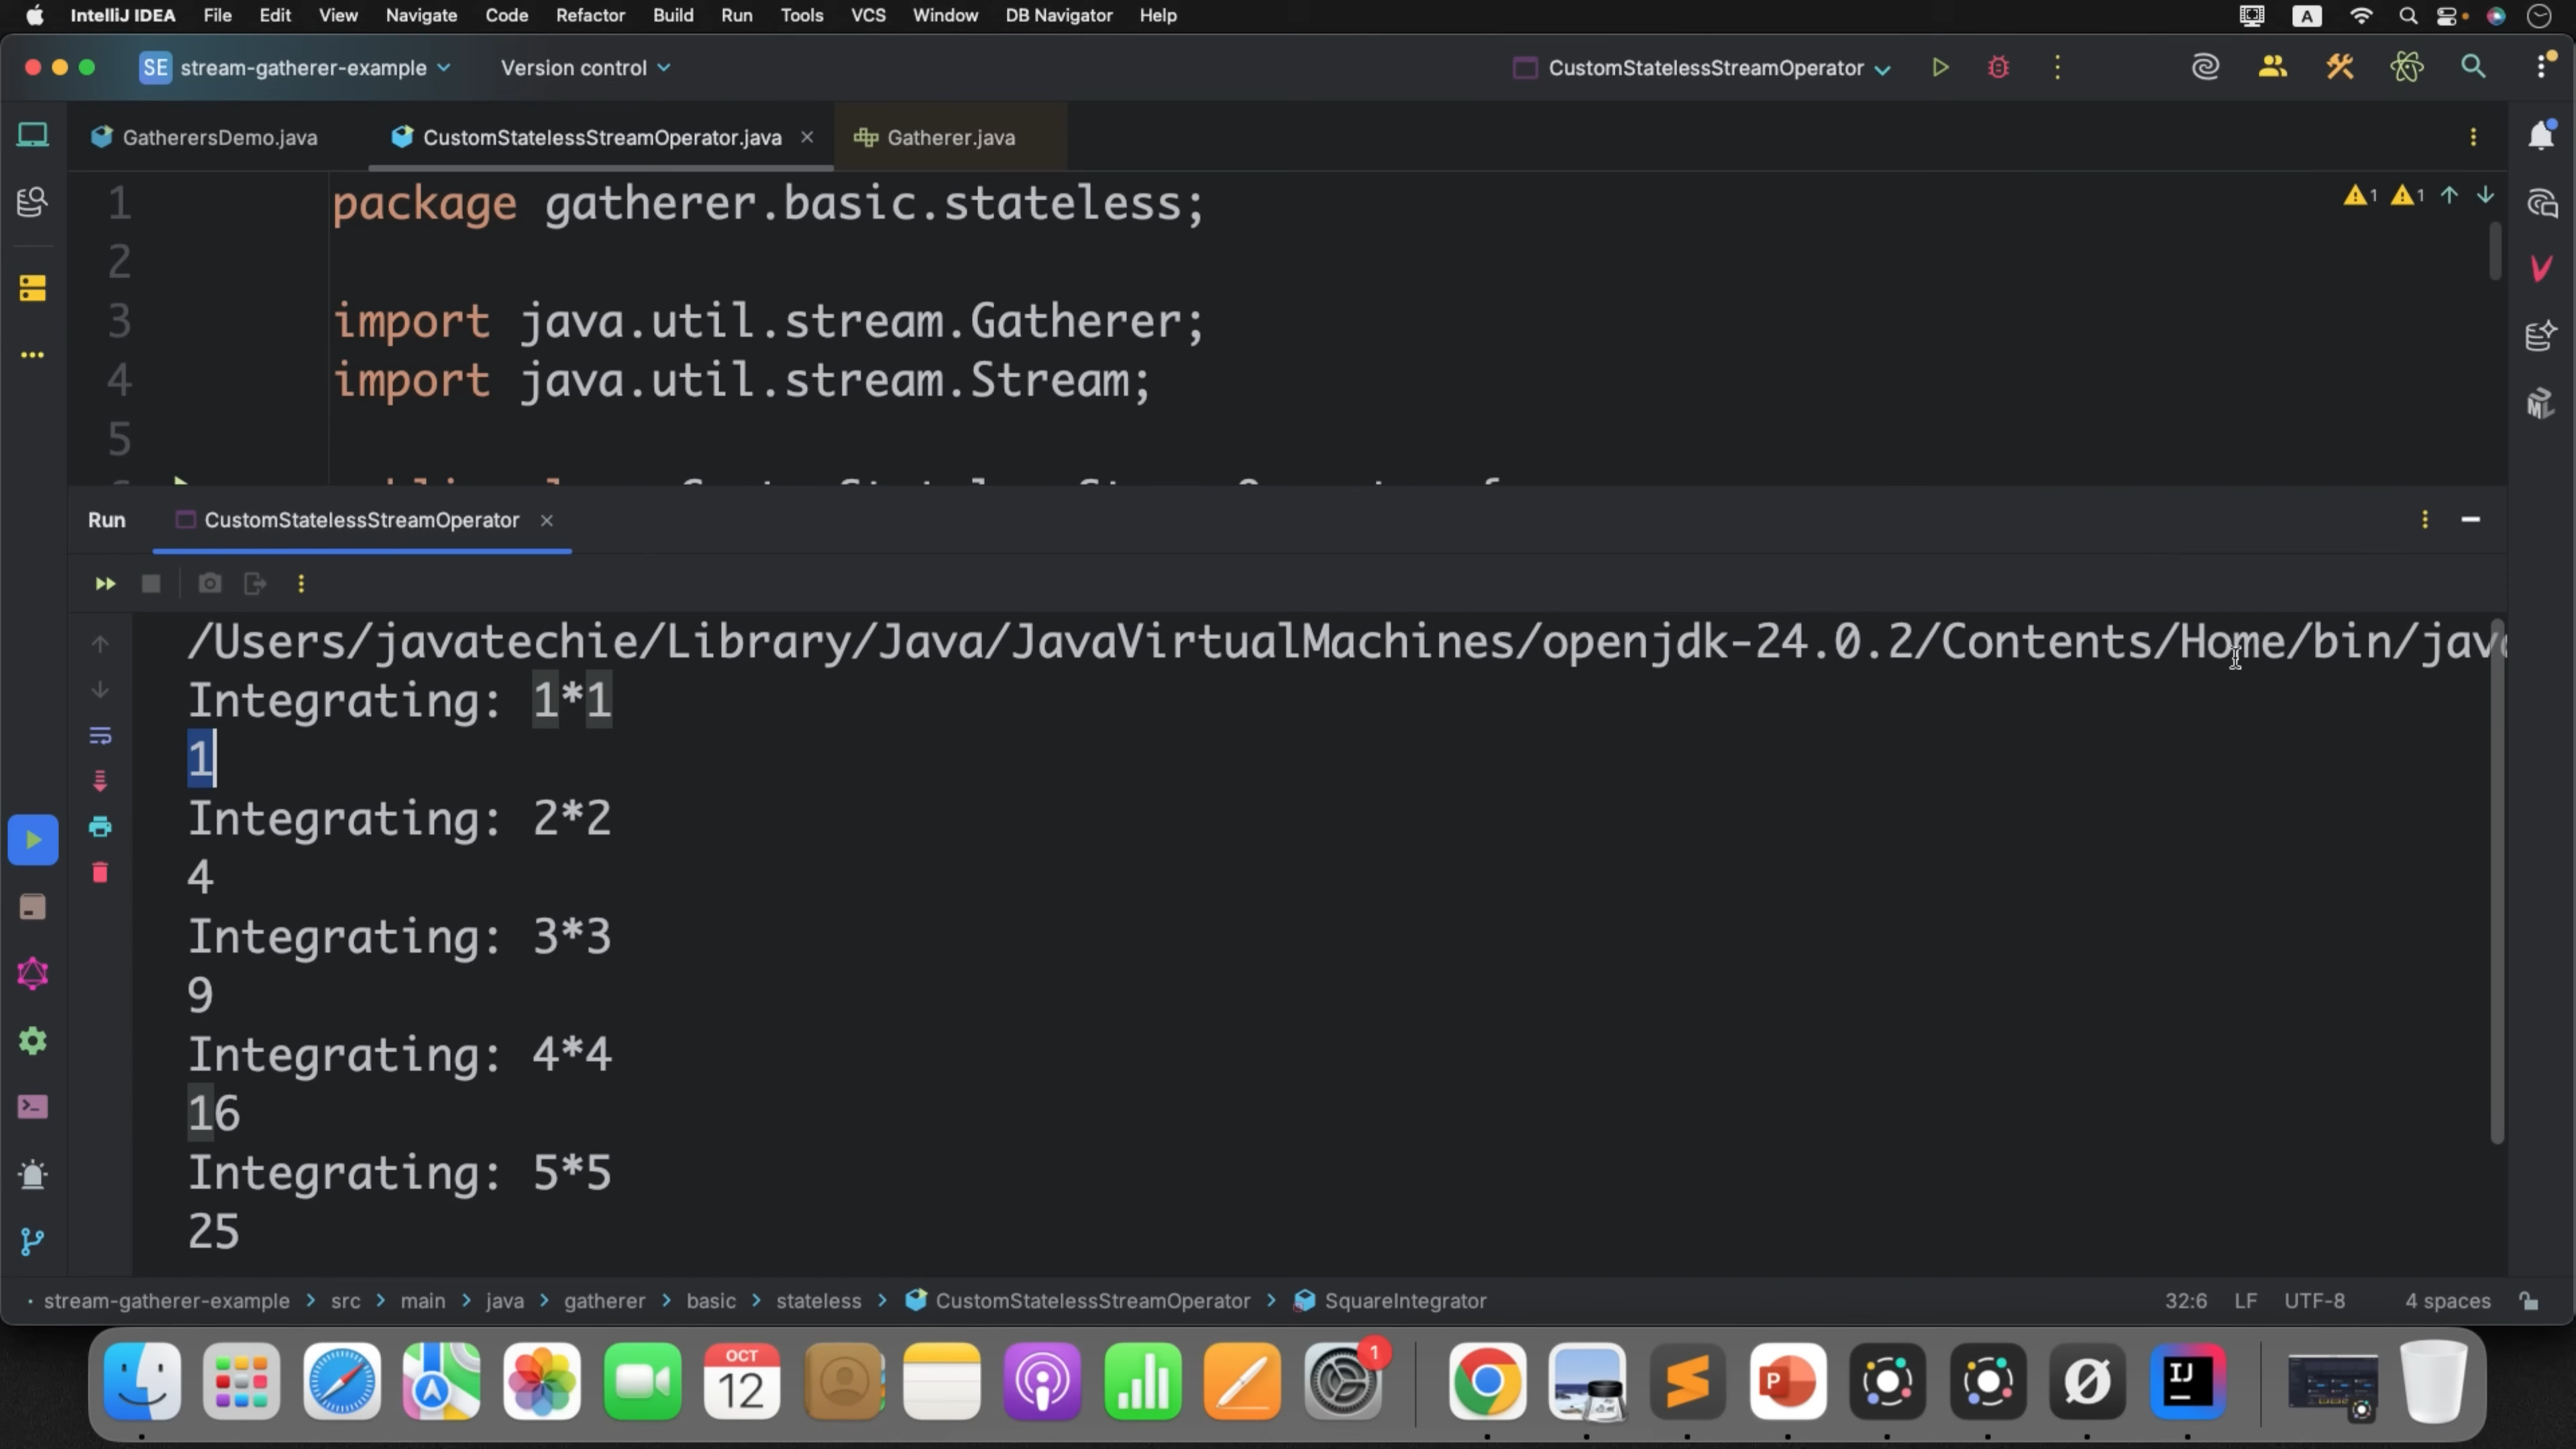 IntelliJ IDEA File Edit View Navigate Code Refactor Build Run Tools VCS Window DB Navigator Help A
SE stream-gatherer-example Version control CustomStatelessStreamOperator
GatherersDemo.java CustomStatelessStreamOperator.java Gatherer.java
1 package gatherer.basic.stateless; 1 1
2
3 import java.util.stream.Gatherer;
4 import java.util.stream.Stream;
5
Run CustomStatelessStreamOperator
/Users/javatechie/Library/Java/JavaVirtualMachines/openjdk-24.0.2/Contents/Home/bin/jav
Integrating: 1*1
1
Integrating: 2*2
4
Integrating: 3*3
9
Integrating: 4*4
16
Integrating: 5*5
25
stream-gatherer-example > src > main > java > gatherer > basic > stateless > CustomStatelessStreamOperator > SquareIntegrator 32:6 LF UTF-8 4 spaces
OCT
12
1
P
IJ